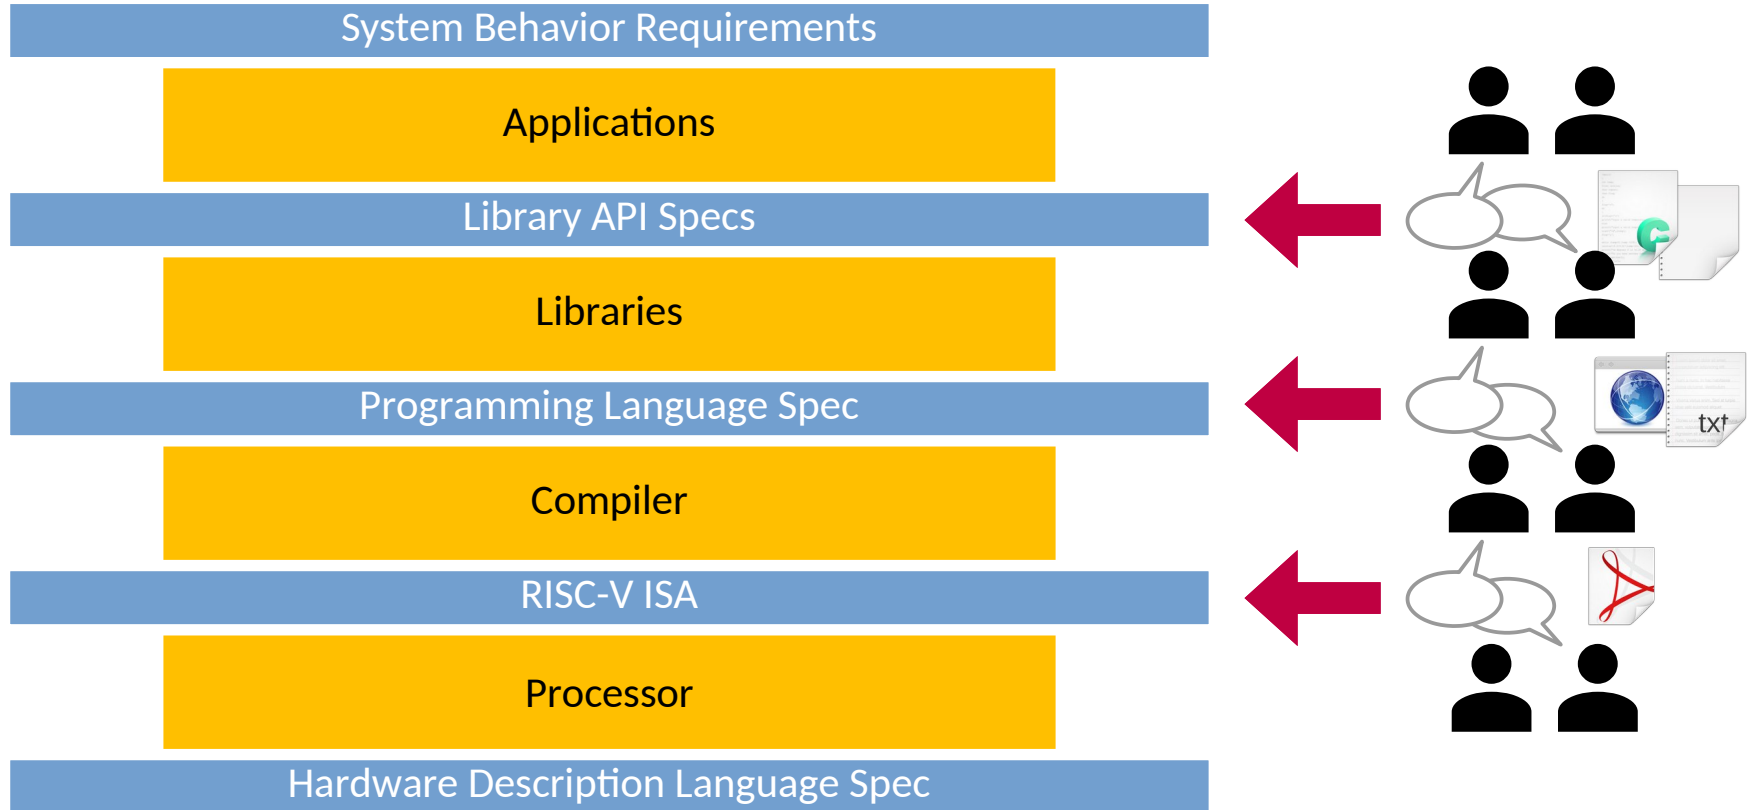 System Behavior Requirements
Applications
Library API Specs
Libraries
Programming Language Spec
txt
Compiler
RISC-V ISA
Processor
Hardware Description Language Spec